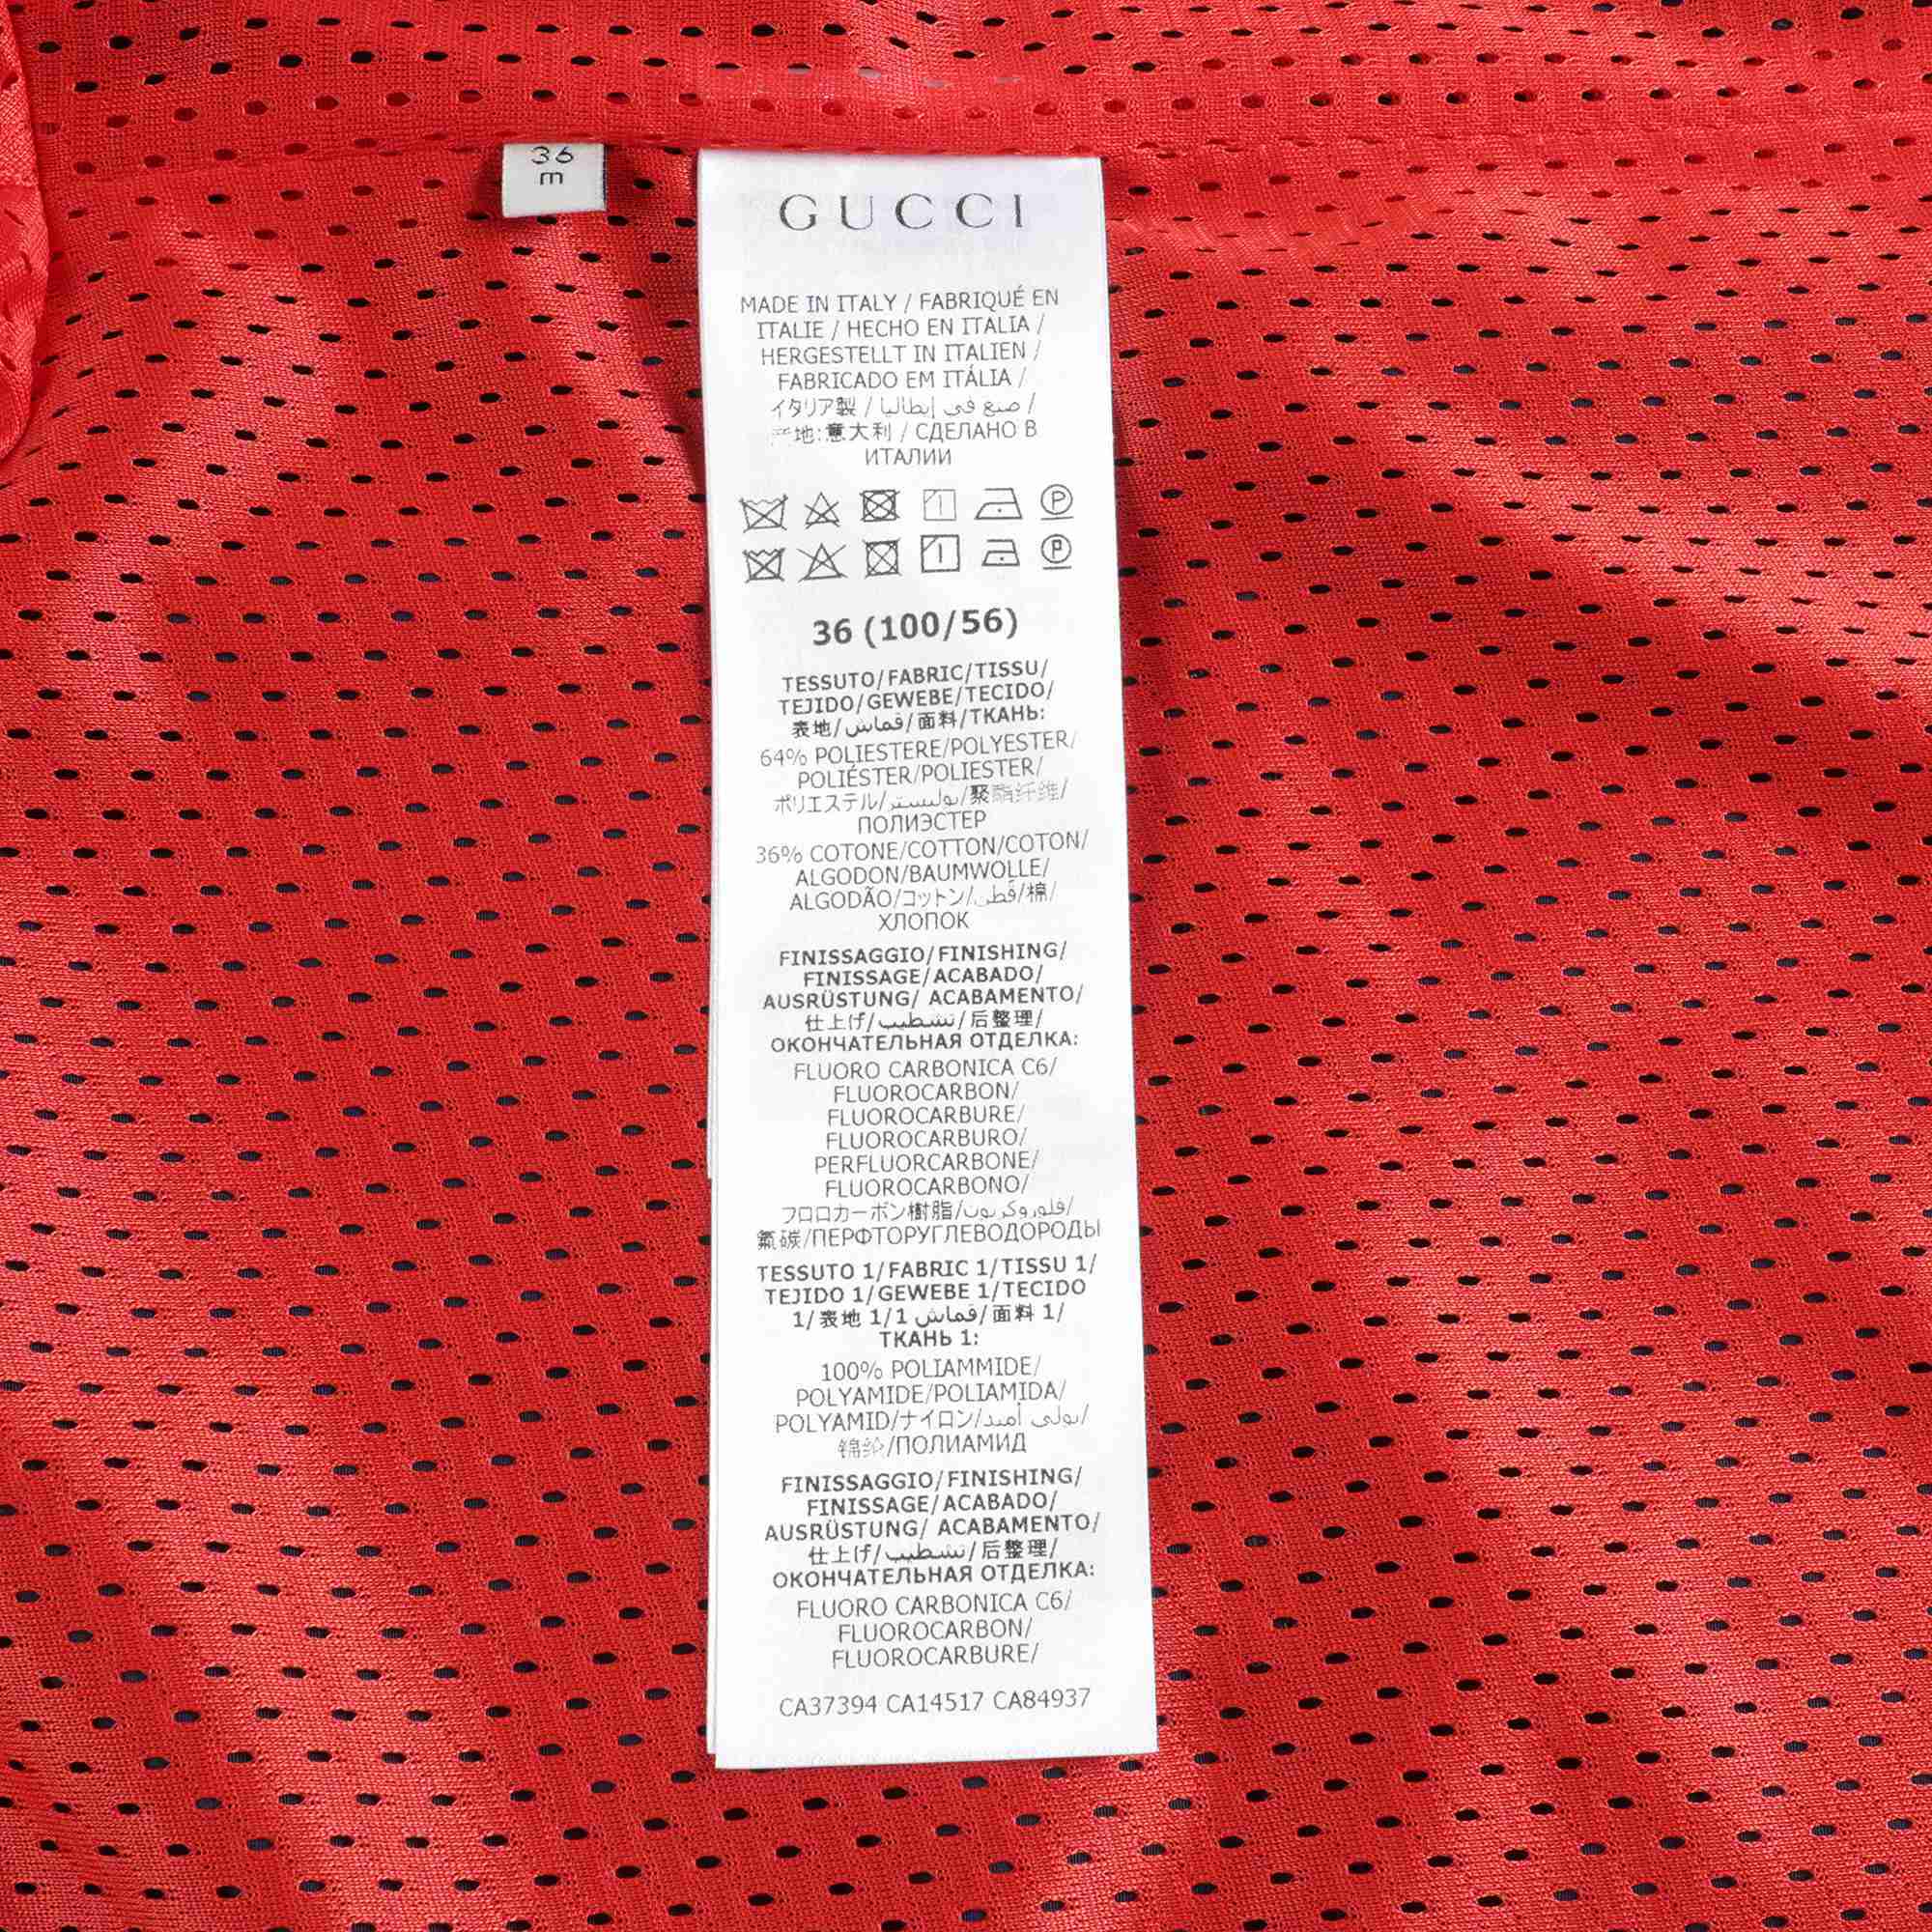 36
m
GUCCI
MADE IN ITALY / FABRIQUÉ EN
ITALIE / HECHO EN ITALIA /
HERGESTELLT IN ITALIEN /
FABRICADO EM ITÁLIA /
イタリア製 / صنع في إيطاليا /
产地:意大利 / СДЕЛАНО В
ИТАЛИИ
36 (100/56)
TESSUTO/FABRIC/TISSU/
TEJIDO/GEWEBE/TECIDO/
表地/قماش/面料/ТКАНЬ:
64% POLIESTERE/POLYESTER/
POLIÉSTER/POLIESTER/
ポリエステル/بوليستر/聚酯纤维/
ПОЛИЭСТЕР
36% COTONE/COTTON/COTON/
ALGODON/BAUMWOLLE/
ALGODÃO/コットン/قطن/棉/
ХЛОПОК
FINISSAGGIO/FINISHING/
FINISSAGE/ACABADO/
AUSRÜSTUNG/ ACABAMENTO/
仕上げ/تشطيب/后整理/
ОКОНЧАТЕЛЬНАЯ ОТДЕЛКА:
FLUORO CARBONICA C6/
FLUOROCARBON/
FLUOROCARBURE/
FLUOROCARBURO/
PERFLUORCARBONE/
FLUOROCARBONO/
フロロカーボン樹脂/فلوروكربون/
氟碳/ПЕРФТОРУГЛЕВОДОРОДЫ
TESSUTO 1/FABRIC 1/TISSU 1/
TEJIDO 1/GEWEBE 1/TECIDO
1/表地 1/قماش 1/面料 1/
ТКАНЬ 1:
100% POLIAMMIDE/
POLYAMIDE/POLIAMIDA/
POLYAMID/ナイロン/بولي أميد/
锦纶/ПОЛИАМИД
FINISSAGGIO/FINISHING/
FINISSAGE/ACABADO/
AUSRÜSTUNG/ ACABAMENTO/
仕上げ/تشطيب/后整理/
ОКОНЧАТЕЛЬНАЯ ОТДЕЛКА:
FLUORO CARBONICA C6/
FLUOROCARBON/
FLUOROCARBURE/
CA37394 CA14517 CA84937